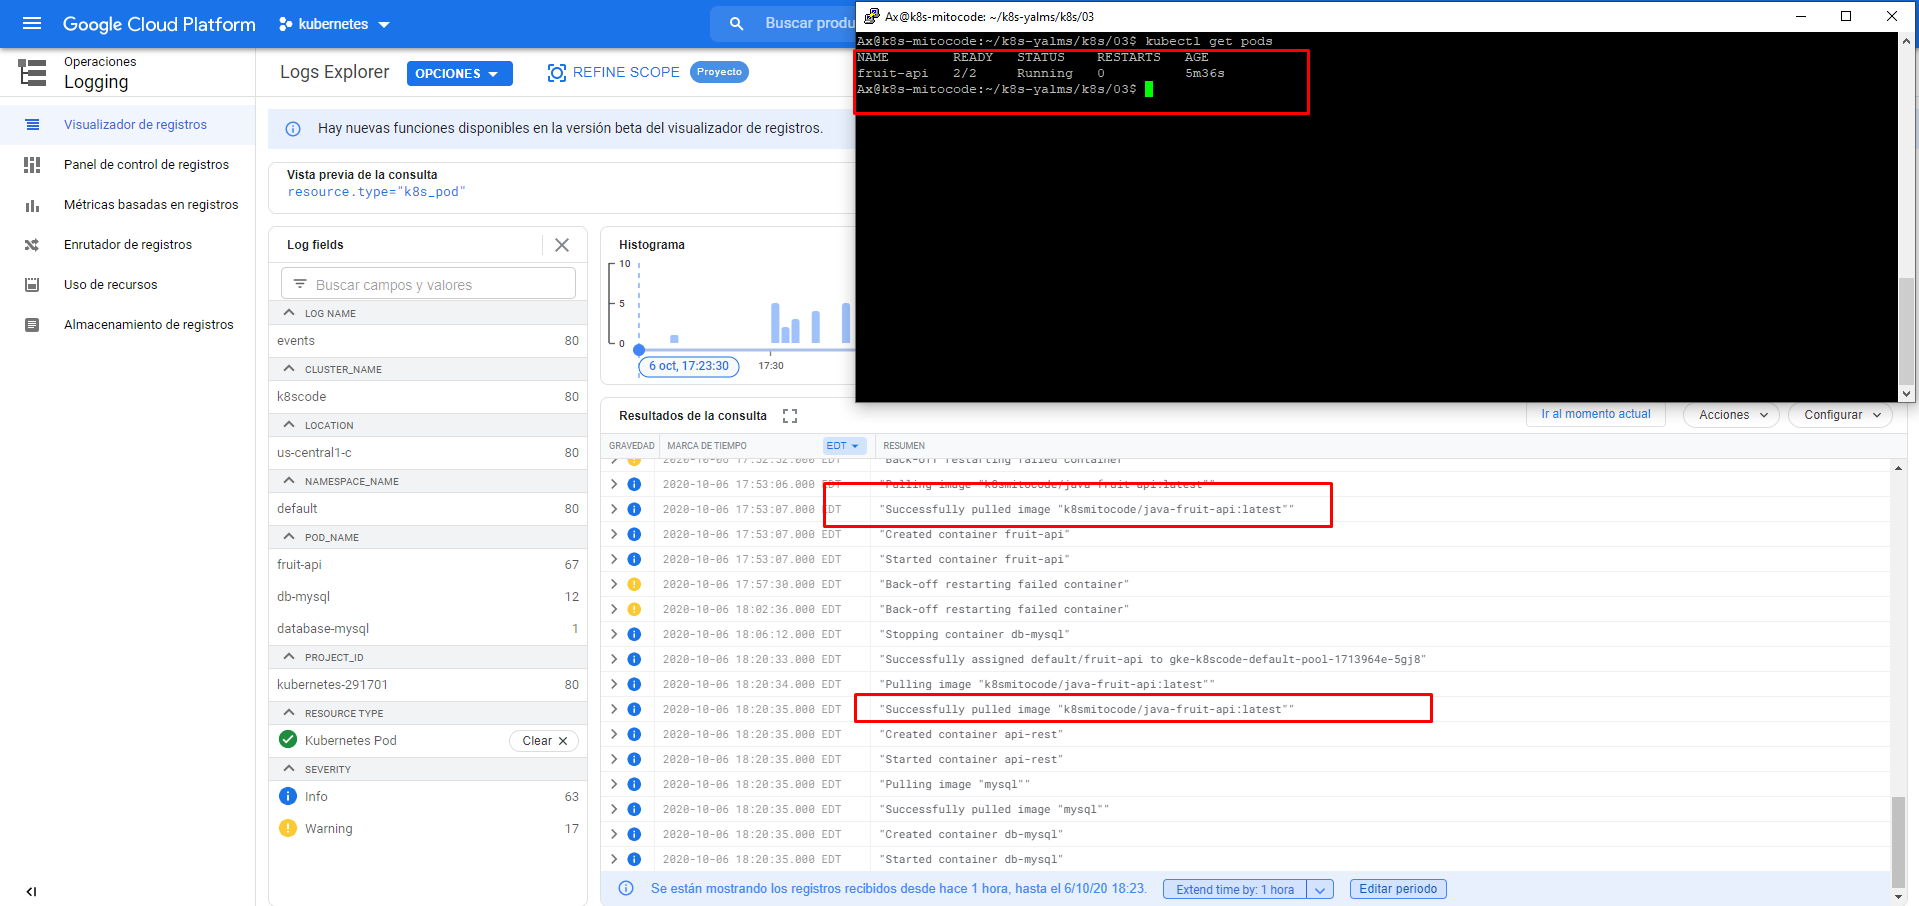 Google Cloud Platform
kubernetes
Buscar produ
Ax@k8s-mitocode: ~/k8s-yalms/k8s/03
Ax@k8s-mitocode:~/k8s-yalms/k8s/03$ kubectl get pods
NAME READY STATUS RESTARTS AGE
fruit-api 2/2 Running 0 5m36s
Ax@k8s-mitocode:~/k8s-yalms/k8s/03$
Operaciones
Logging
Logs Explorer
OPCIONES
REFINE SCOPE
Proyecto
Visualizador de registros
Panel de control de registros
Métricas basadas en registros
Enrutador de registros
Uso de recursos
Almacenamiento de registros
Hay nuevas funciones disponibles en la versión beta del visualizador de registros.
Vista previa de la consulta
resource.type="k8s_pod"
Log fields
Buscar campos y valores
LOG NAME
events 80
CLUSTER_NAME
k8scode 80
LOCATION
us-central1-c 80
NAMESPACE_NAME
default 80
POD_NAME
fruit-api 67
db-mysql 12
database-mysql 1
PROJECT_ID
kubernetes-291701 80
RESOURCE TYPE
Kubernetes Pod Clear
SEVERITY
Info 63
Warning 17
Histograma
10
5
0
6 oct, 17:23:30
17:30
Resultados de la consulta
Ir al momento actual
Acciones
Configurar
GRAVEDAD MARCA DE TIEMPO EDT RESUMEN
2020-10-06 17:52:52.000 EDT "Back-off restarting failed container"
2020-10-06 17:53:06.000 EDT "Pulling image "k8smitocode/java-fruit-api:latest""
2020-10-06 17:53:07.000 EDT "Successfully pulled image "k8smitocode/java-fruit-api:latest""
2020-10-06 17:53:07.000 EDT "Created container fruit-api"
2020-10-06 17:53:07.000 EDT "Started container fruit-api"
2020-10-06 17:57:30.000 EDT "Back-off restarting failed container"
2020-10-06 18:02:36.000 EDT "Back-off restarting failed container"
2020-10-06 18:06:12.000 EDT "Stopping container db-mysql"
2020-10-06 18:20:33.000 EDT "Successfully assigned default/fruit-api to gke-k8scode-default-pool-1713964e-5gj8"
2020-10-06 18:20:34.000 EDT "Pulling image "k8smitocode/java-fruit-api:latest""
2020-10-06 18:20:35.000 EDT "Successfully pulled image "k8smitocode/java-fruit-api:latest""
2020-10-06 18:20:35.000 EDT "Created container api-rest"
2020-10-06 18:20:35.000 EDT "Started container api-rest"
2020-10-06 18:20:35.000 EDT "Pulling image "mysql""
2020-10-06 18:20:35.000 EDT "Successfully pulled image "mysql""
2020-10-06 18:20:35.000 EDT "Created container db-mysql"
2020-10-06 18:20:35.000 EDT "Started container db-mysql"
Se están mostrando los registros recibidos desde hace 1 hora, hasta el 6/10/20 18:23.
Extend time by: 1 hora
Editar periodo